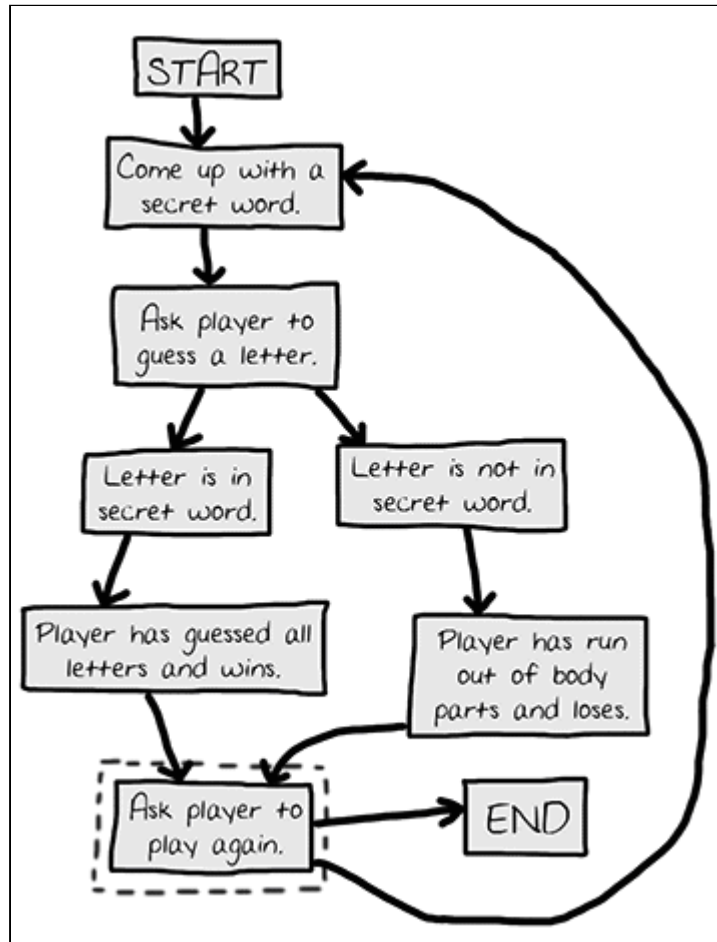 START
Come up with a
secret word.
Ask player to
guess a letter.
Letter is in
secret word.
Letter is not in
secret word.
Player has guessed all
letters and wins.
Player has run
out of body
parts and loses.
Ask player to
play again.
END